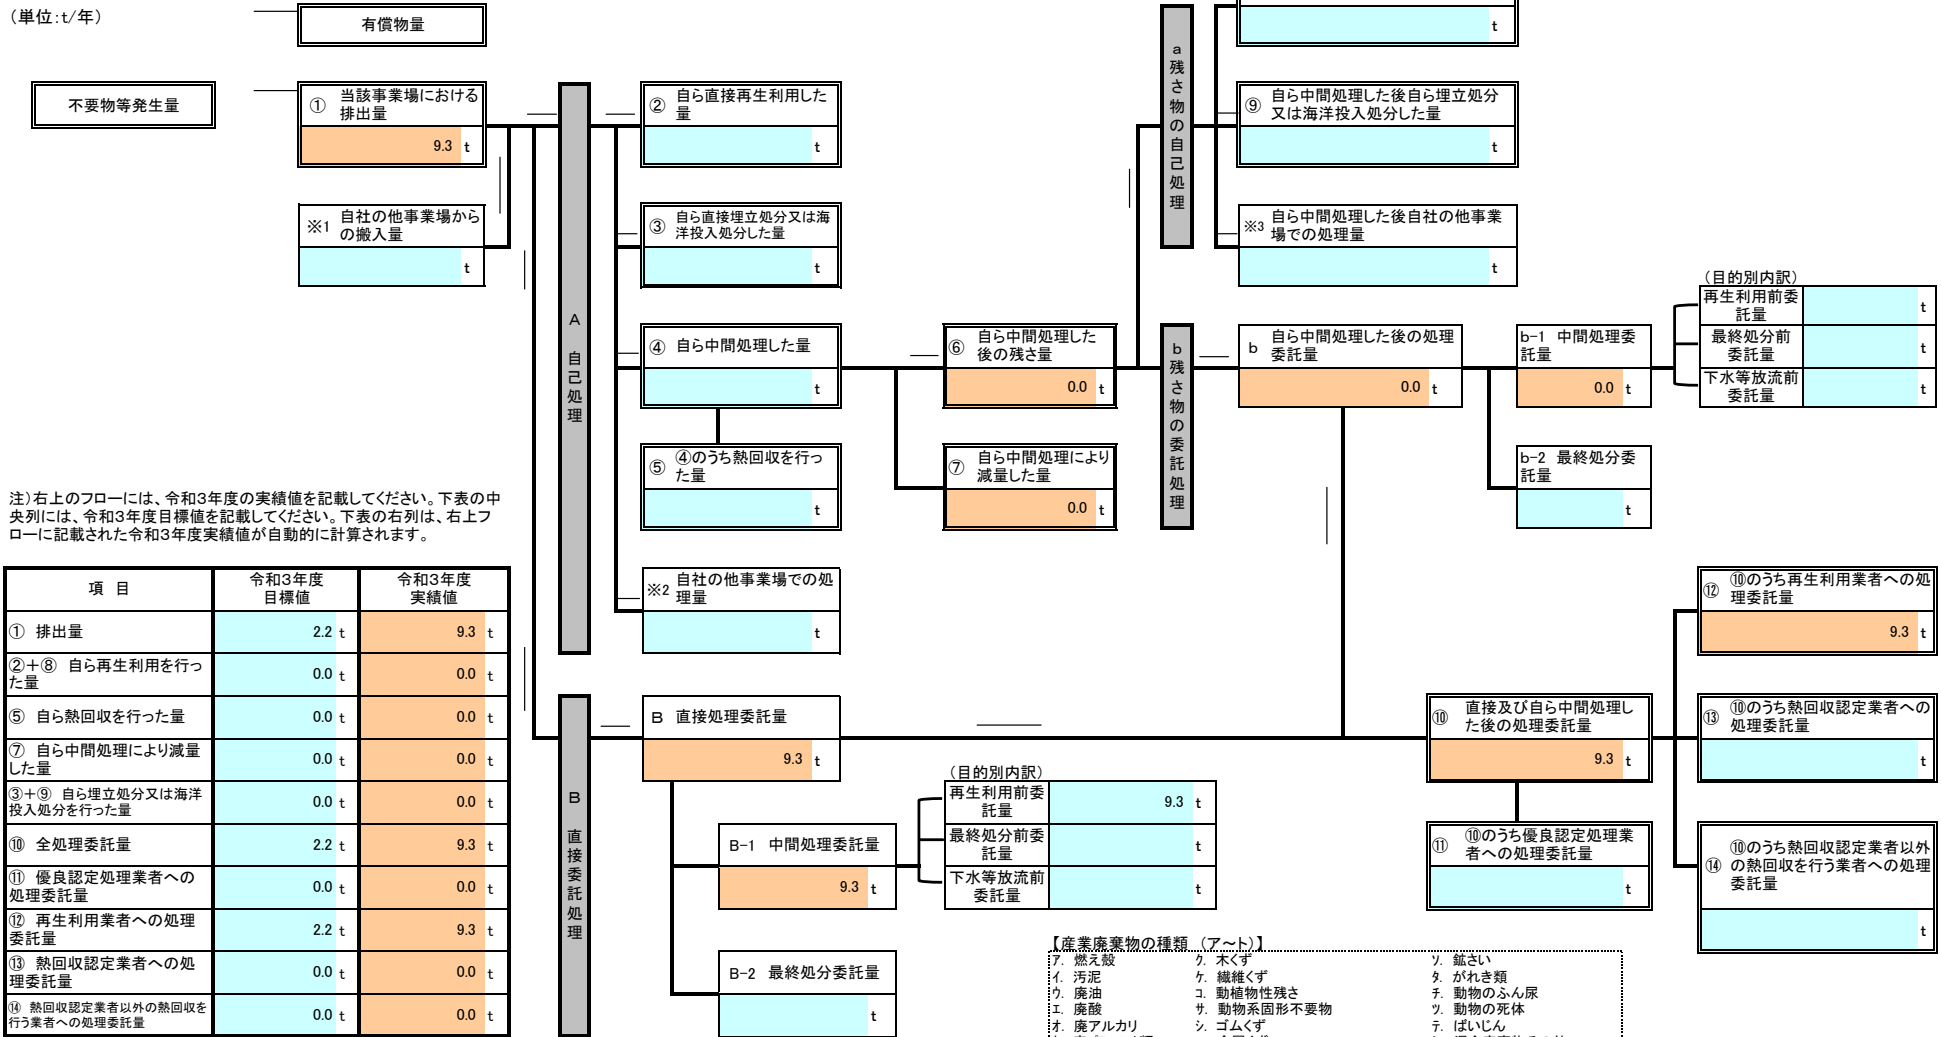 (単位:t/年)
有償物量
t
不要物等発生量
① 当該事業場における
排出量
9.3 t
※1 自社の他事業場から
の搬入量
t
A 自己処理
② 自ら直接再生利用した
量
t
③ 自ら直接埋立処分又は海
洋投入処分した量
t
④ 自ら中間処理した量
t
⑤ ④のうち熱回収を行っ
た量
t
※2 自社の他事業場での処
理量
t
⑥ 自ら中間処理した
後の残さ量
0.0 t
⑦ 自ら中間処理により
減量した量
0.0 t
a 残さ物の自己処理
⑨ 自ら中間処理した後自ら埋立処分
又は海洋投入処分した量
t
※3 自ら中間処理した後自社の他事業
場での処理量
t
b 残さ物の委託処理
b 自ら中間処理した後の処理
委託量
0.0 t
b-1 中間処理委
託量
0.0 t
b-2 最終処分委
託量
t
(目的別内訳)
再生利用前委
託量
t
最終処分前
委託量
t
下水等放流前
委託量
t
注)右上のフローには、令和3年度の実績値を記載してください。下表の中
央列には、令和3年度目標値を記載してください。下表の右列は、右上フ
ローに記載された令和3年度実績値が自動的に計算されます。
項 目
令和3年度
目標値
令和3年度
実績値
① 排出量 2.2 t 9.3 t
②+⑧ 自ら再生利用を行っ
た量 0.0 t 0.0 t
⑤ 自ら熱回収を行った量 0.0 t 0.0 t
⑦ 自ら中間処理により減量
した量 0.0 t 0.0 t
③+⑨ 自ら埋立処分又は海洋
投入処分を行った量 0.0 t 0.0 t
⑩ 全処理委託量 2.2 t 9.3 t
⑪ 優良認定処理業者への
処理委託量 0.0 t 0.0 t
⑫ 再生利用業者への処理
委託量 2.2 t 9.3 t
⑬ 熱回収認定業者への処
理委託量 0.0 t 0.0 t
⑭ 熱回収認定業者以外の熱回収を
行う業者への処理委託量 0.0 t 0.0 t
B 直接委託処理
B 直接処理委託量
9.3 t
B-1 中間処理委託量
9.3 t
B-2 最終処分委託量
t
(目的別内訳)
再生利用前委
託量
9.3 t
最終処分前委
託量
t
下水等放流前
委託量
t
⑩ 直接及び自ら中間処理し
た後の処理委託量
9.3 t
⑪ ⑩のうち優良認定処理業
者への処理委託量
t
⑫ ⑩のうち再生利用業者への処
理委託量
9.3 t
⑬ ⑩のうち熱回収認定業者への
処理委託量
t
⑭ ⑩のうち熱回収認定業者以外
の熱回収を行う業者への処理
委託量
t
【産業廃棄物の種類 (ア~ト)】
ア. 燃え殻 ク. 木くず ソ. 鉱さい
イ. 汚泥 ケ. 繊維くず タ. がれき類
ウ. 廃油 コ. 動植物性残さ チ. 動物のふん尿
エ. 廃酸 サ. 動物系固形不要物 ツ. 動物の死体
オ. 廃アルカリ シ. ゴムくず テ. ばいじん